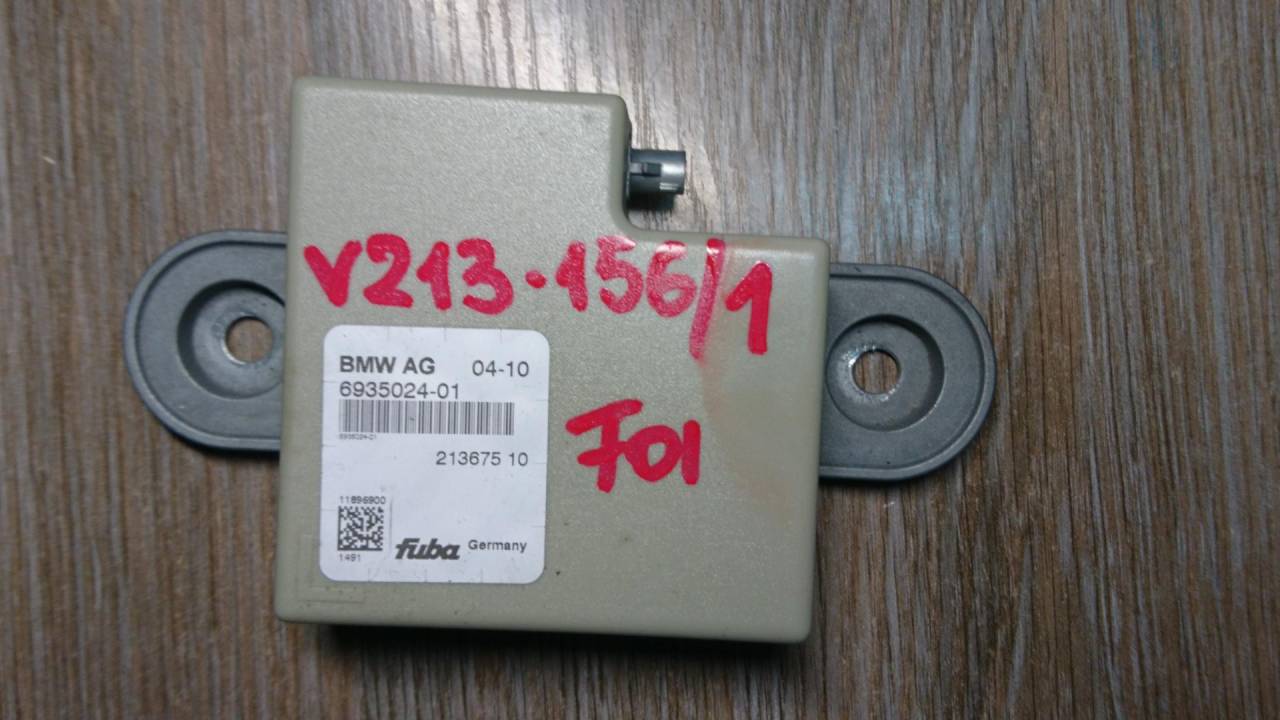 V213-156/1
BMW AG 04-10
6935024-01
6935024-01
213675 10
F01
11896900
1491
fuba Germany